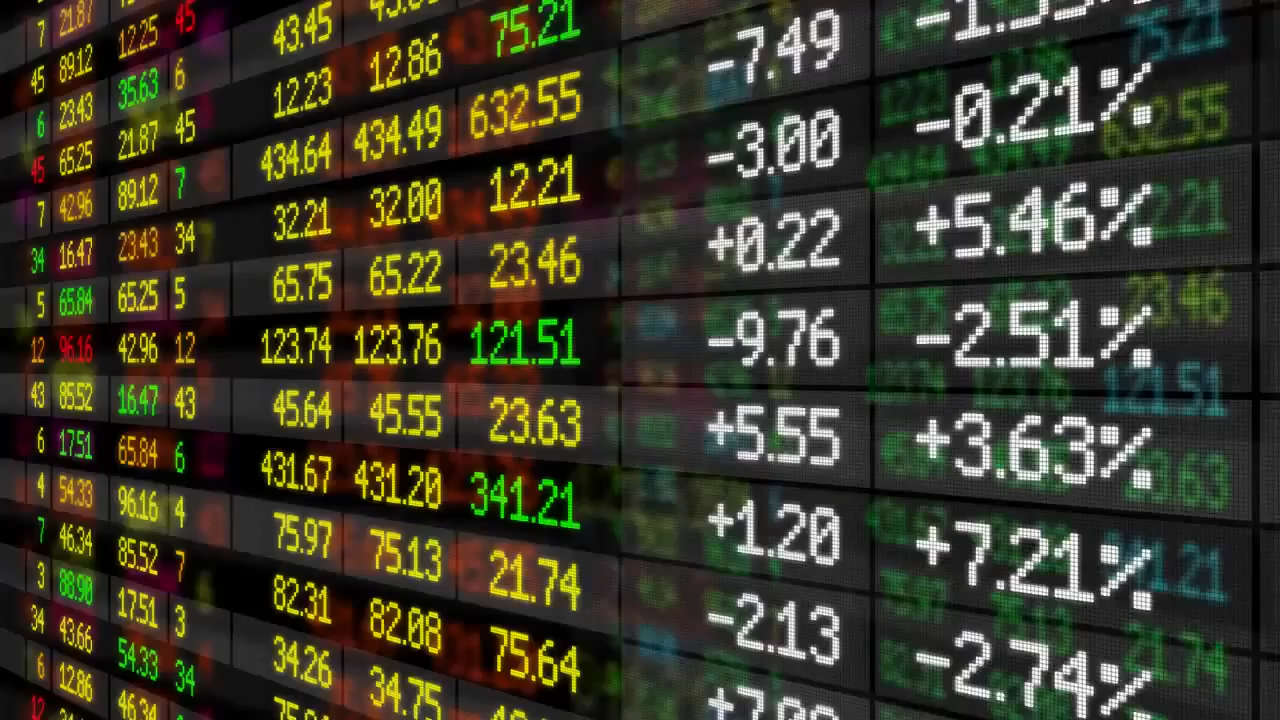 7 21.87
45 89.12 12.25 45
6 23.43 35.63 6 43.45
45 65.25 21.87 45 12.23 12.86 75.21
7 42.96 89.12 7 434.64 434.49 632.55 -7.49
34 16.47 23.43 34 32.21 32.00 12.21 -3.00 -0.21%
5 65.84 65.25 5 65.75 65.22 23.46 +0.22 +5.46%
12 96.16 42.96 12 123.74 123.76 121.51 -9.76 -2.51%
43 85.52 16.47 43 45.64 45.55 23.63 +5.55 +3.63%
6 17.51 65.84 6 431.67 431.20 341.21 +1.20 +7.21%
4 54.33 96.16 4 75.97 75.13 21.74 -2.13 -2.74%
7 46.34 85.52 7 82.31 82.08 75.64
3 88.90 17.51 3 34.26 34.75
34 43.66 54.33 34
6 12.86 46.34
12